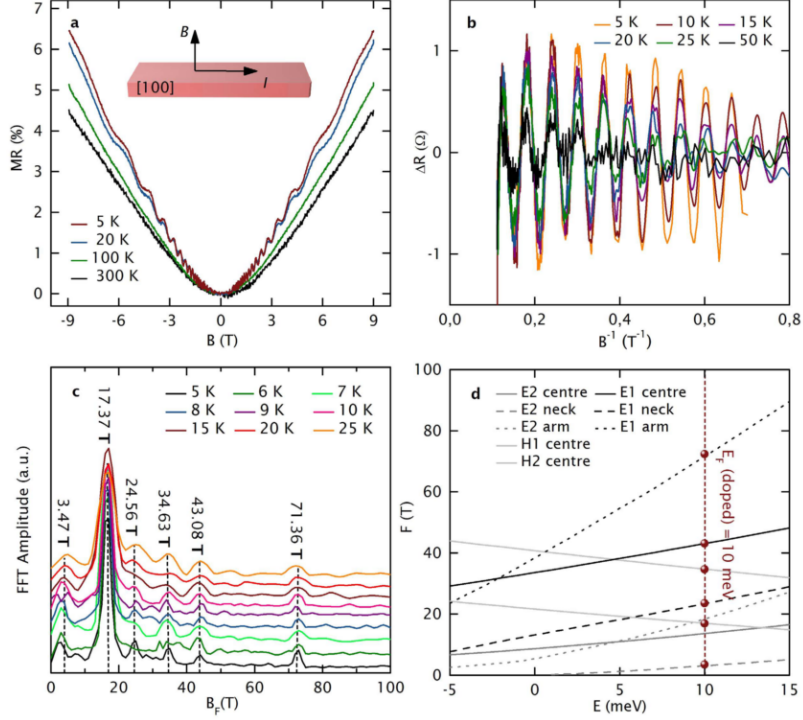 a
7
6
5
4
3
2
1
0
MR (%)
B
I
[100]
5 K
20 K
100 K
300 K
-9 -6 -3 0 3 6 9
B (T)
b
5 K 10 K 15 K
20 K 25 K 50 K
1
0
-1
ΔR (Ω)
0,0 0,2 0,4 0,6 0,8
B⁻¹ (T⁻¹)
c
5 K 6 K 7 K
8 K 9 K 10 K
15 K 20 K 25 K
3.47 T
17.37 T
24.56 T
34.63 T
43.08 T
71.36 T
FFT Amplitude (a.u.)
0 20 40 60 80 100
B_F(T)
d
E2 centre E1 centre
E2 neck E1 neck
E2 arm E1 arm
H1 centre
H2 centre
E_F (doped) = 10 meV
100
80
60
40
20
0
F (T)
-5 0 5 10 15
E (meV)